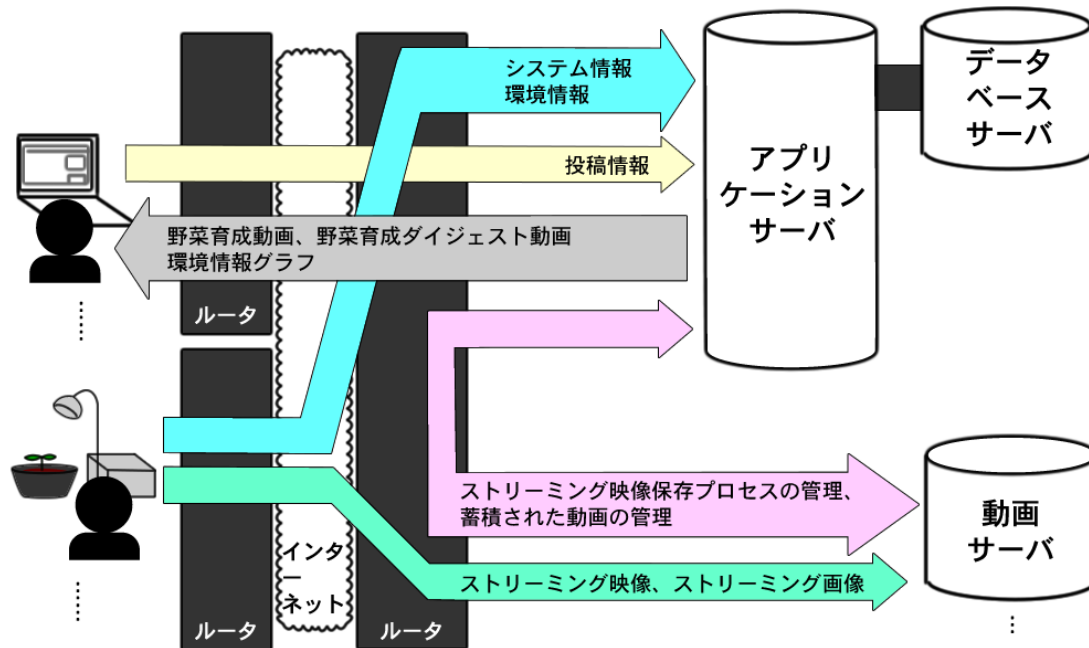 システム情報
環境情報
データ
ベース
サーバ
投稿情報
アプリ
ケーション
サーバ
野菜育成動画、野菜育成ダイジェスト動画
環境情報グラフ
ルータ
ストリーミング映像保存プロセスの管理、
蓄積された動画の管理
動画
サーバ
インタ
ー
ネット
ストリーミング映像、ストリーミング画像
ルータ
ルータ